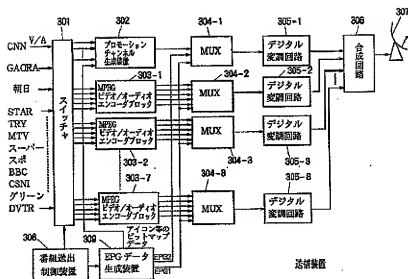 301
302
304-1
305-1
306
307
CNN
V/A
GAORA
朝日
STAR
TRY
MTV
スーパー
スポ
BBC
CSNI
グリーン
DVTR
スイッチャ
プロモーション
チャンネル
生成装置
303-1
MPEG
ビデオ/オーディオ
エンコーダブロック
MPEG
ビデオ/オーディオ
エンコーダブロック
303-2
303-7
MPEG
ビデオ/オーディオ
エンコーダブロック
MUX
304-2
MUX
MUX
304-3
304-8
MUX
デジタル
変調回路
305-2
デジタル
変調回路
デジタル
変調回路
305-3
305-8
デジタル
変調回路
合成回路
308
番組送出
制御装置
309
EPGデータ
生成装置
アイコン等の
ビットマップ
データ
EPG2
EPG1
送信装置